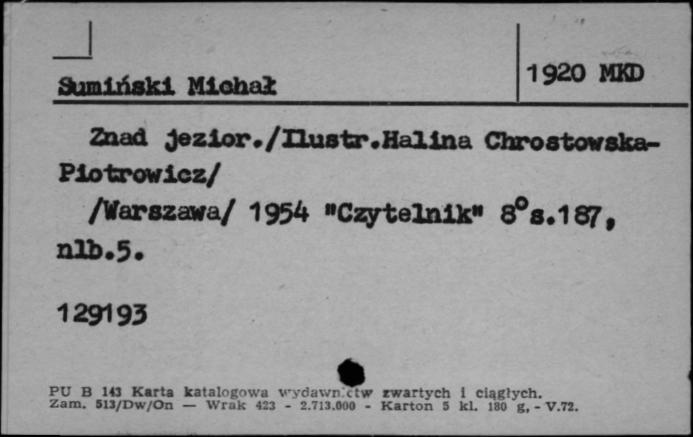 Sumiński Michał
1920 MKD
Znad jezior./Ilustr.Halina Chrostowska-
Piotrowicz/
/Warszawa/ 1954 "Czytelnik" 8° s.187,
nlb.5.
129193
PU B 143 Karta katalogowa wydawnictw zwartych i ciągłych.
Zam. 513/Dw/On — Wrak 423 - 2.713.000 - Karton 5 kl. 180 g, - V.72.